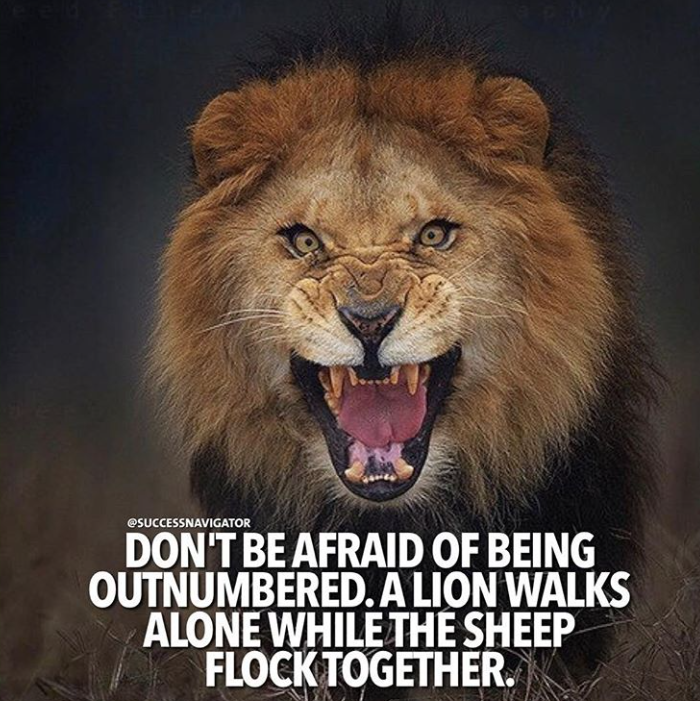 @SUCCESSNAVIGATOR
DON'T BE AFRAID OF BEING
OUTNUMBERED. A LION WALKS
ALONE WHILE THE SHEEP
FLOCK TOGETHER.